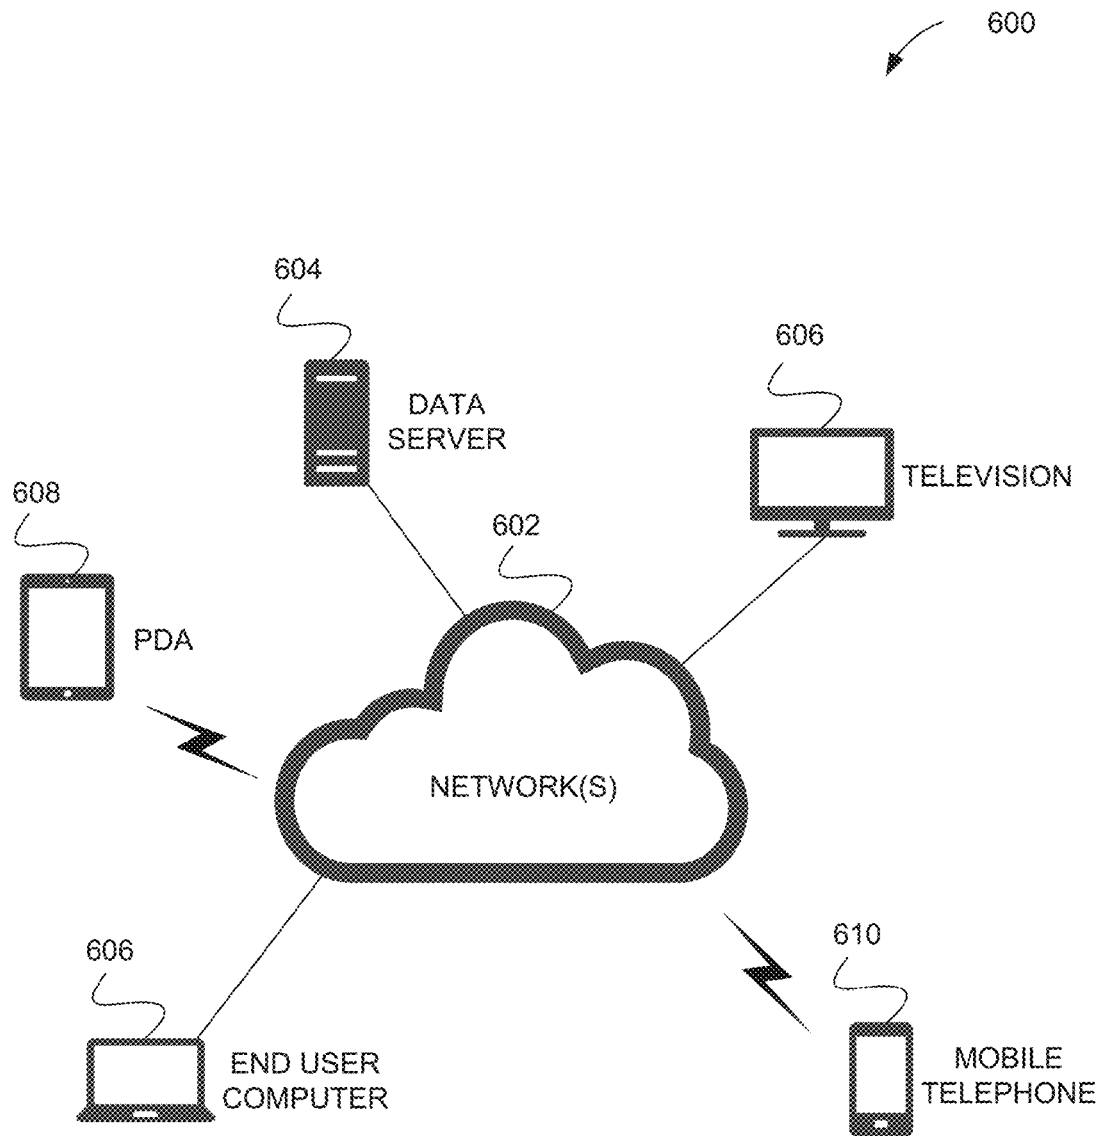 600
604
DATA
SERVER
606
TELEVISION
608
PDA
602
NETWORK(S)
606
END USER
COMPUTER
610
MOBILE
TELEPHONE